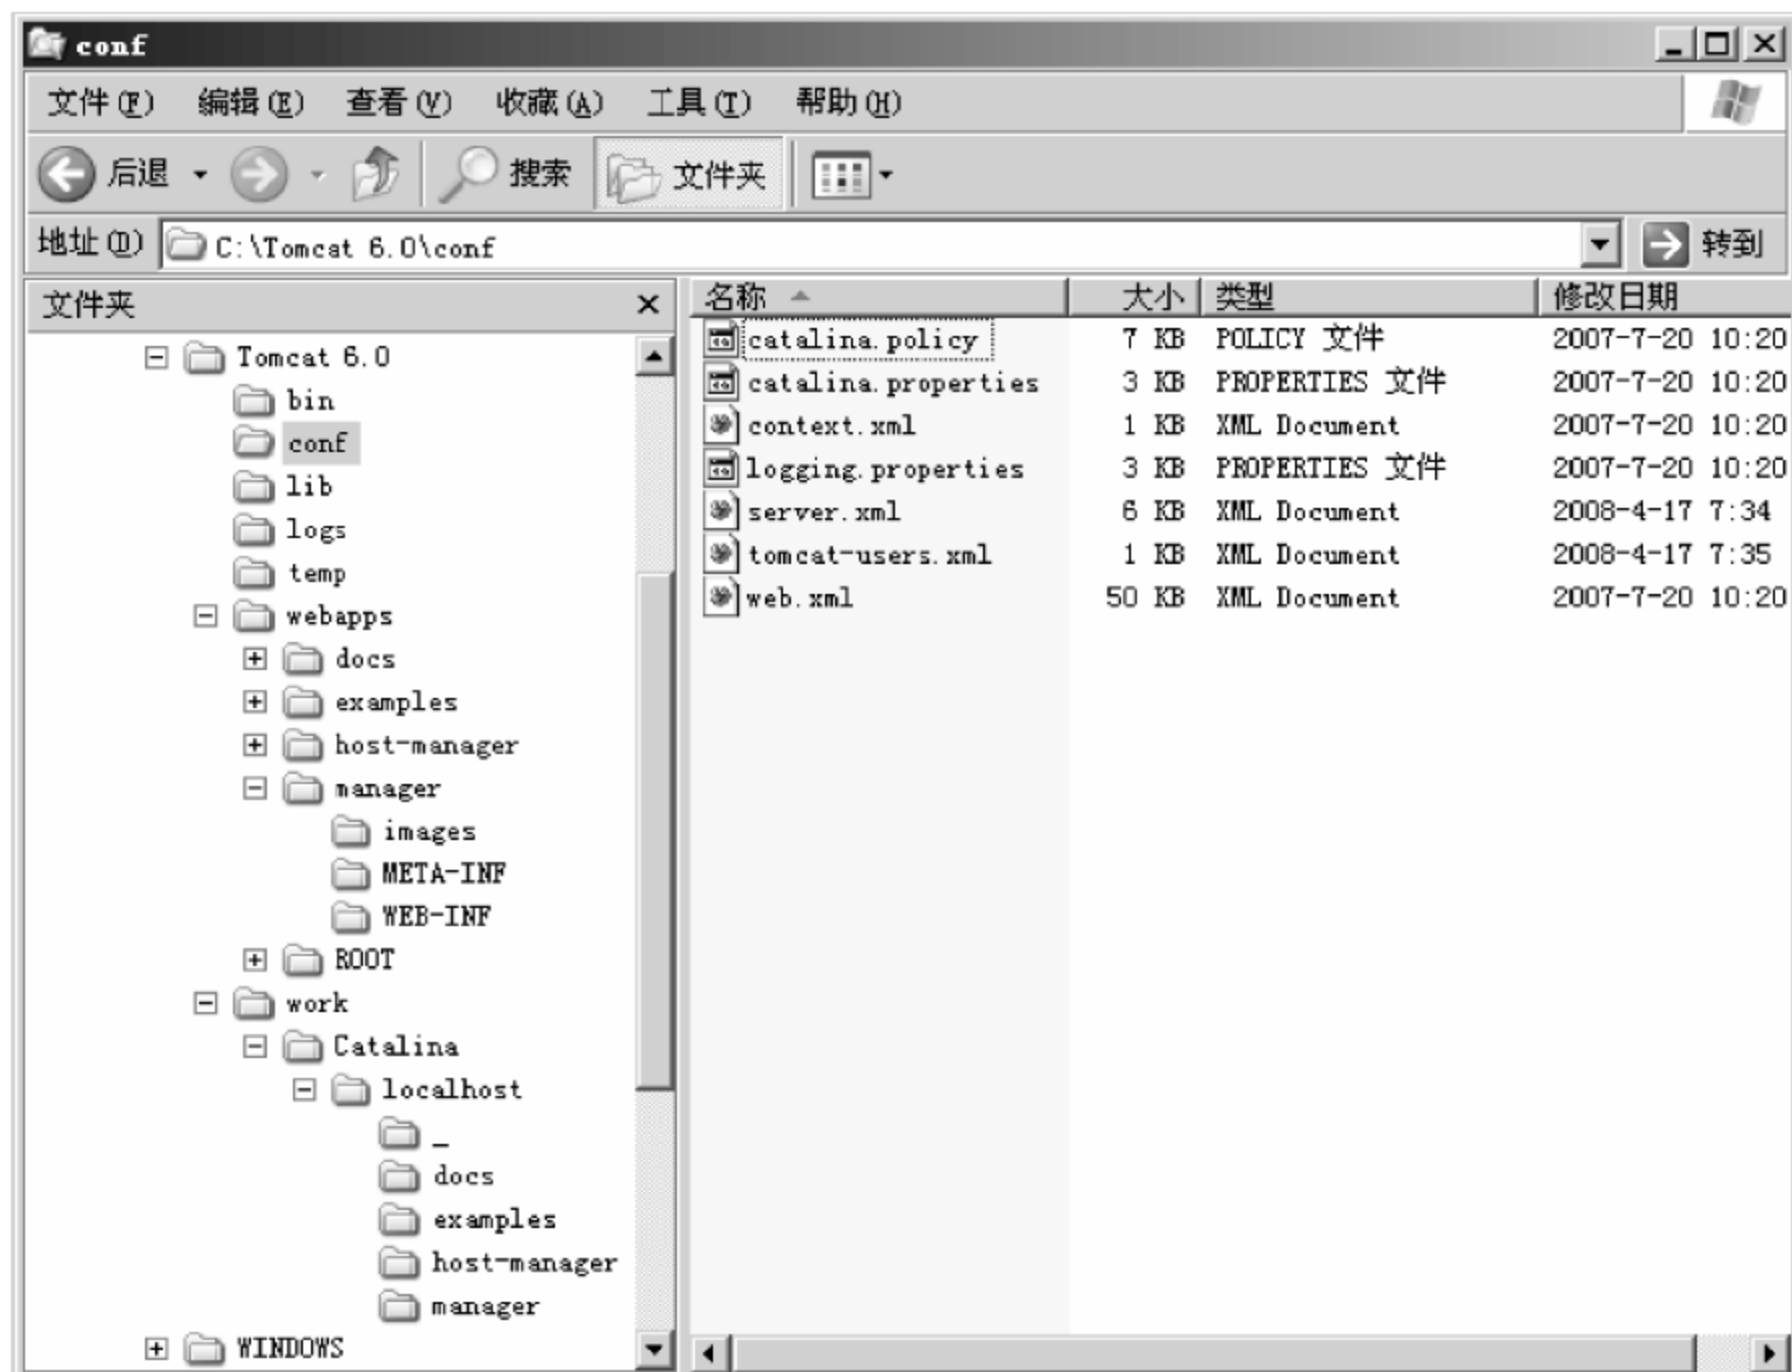 conf
文件(F) 编辑(E) 查看(V) 收藏(A) 工具(T) 帮助(H)
后退 搜索 文件夹
地址(D) C:\Tomcat 6.0\conf 转到
文件夹
Tomcat 6.0
bin
conf
lib
logs
temp
webapps
docs
examples
host-manager
manager
images
META-INF
WEB-INF
ROOT
work
Catalina
localhost
_
docs
examples
host-manager
manager
WINDOWS
名称 大小 类型 修改日期
catalina.policy 7 KB POLICY 文件 2007-7-20 10:20
catalina.properties 3 KB PROPERTIES 文件 2007-7-20 10:20
context.xml 1 KB XML Document 2007-7-20 10:20
logging.properties 3 KB PROPERTIES 文件 2007-7-20 10:20
server.xml 6 KB XML Document 2008-4-17 7:34
tomcat-users.xml 1 KB XML Document 2008-4-17 7:35
web.xml 50 KB XML Document 2007-7-20 10:20